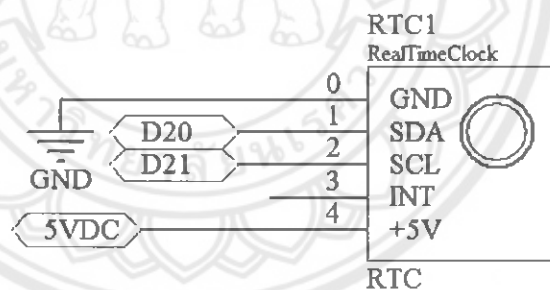 RTC1
RealTimeClock
0 GND
1 SDA
D20
2 SCL
D21
3 INT
4 +5V
GND
5VDC
RTC